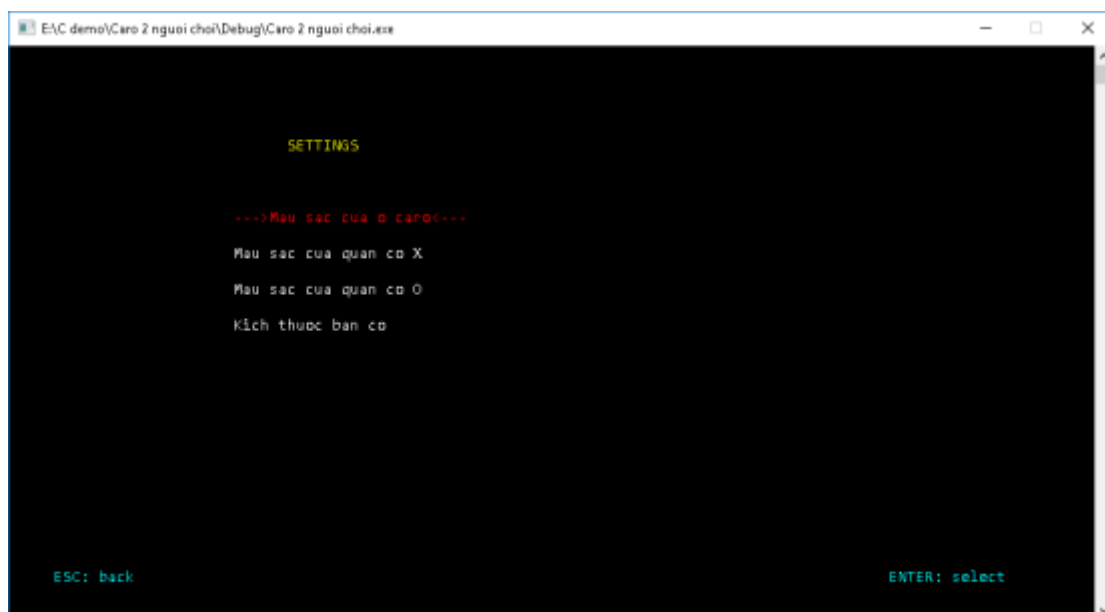 E:\C demo\Caro 2 nguoi choi\Debug\Caro 2 nguoi choi.exe
SETTINGS
--->Mau sac cua o caro<---
Mau sac cua quan co X
Mau sac cua quan co O
Kich thuoc ban co
ESC: back ENTER: select